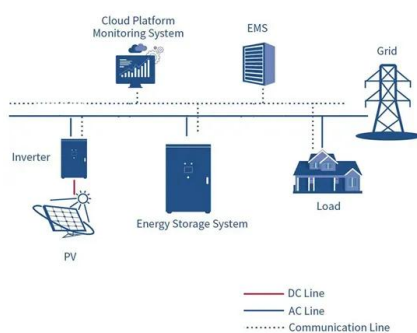 Cloud Platform
Monitoring System
EMS
Grid
Inverter
Energy Storage System
Load
PV
DC Line
AC Line
Communication Line